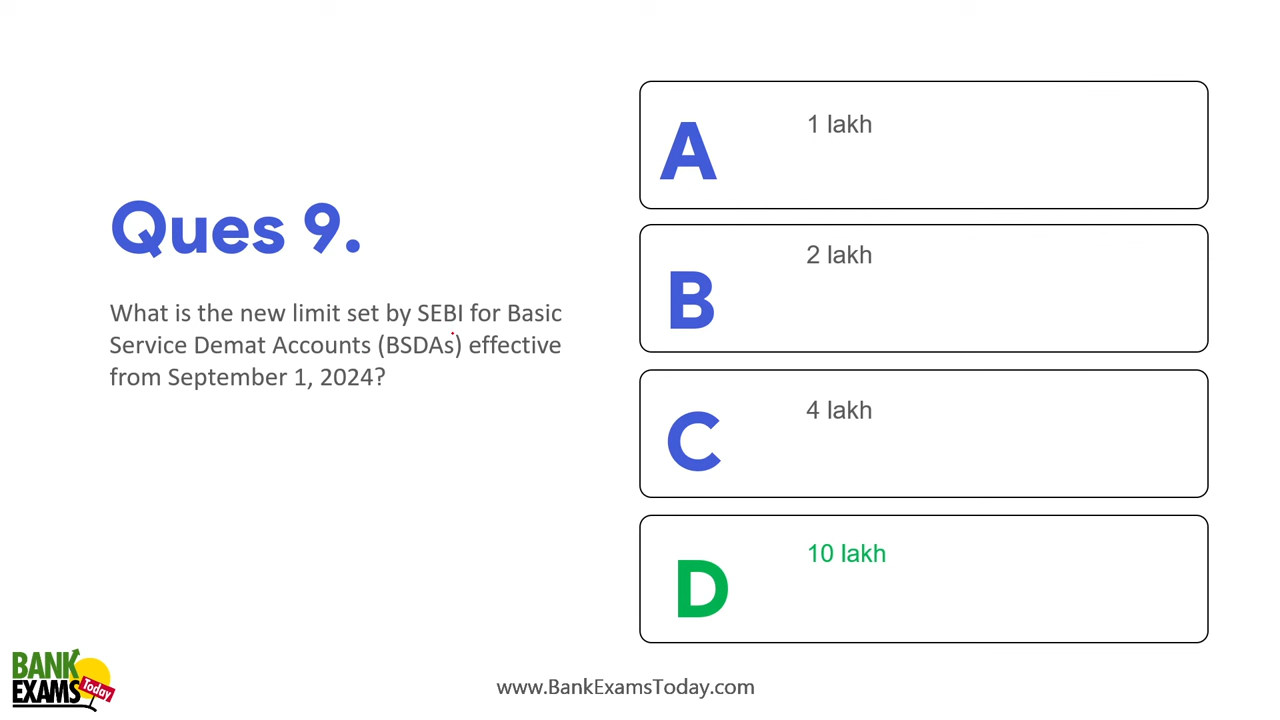 Ques 9.
What is the new limit set by SEBI for Basic
Service Demat Accounts (BSDAs) effective
from September 1, 2024?
A
1 lakh
B
2 lakh
C
4 lakh
D
10 lakh
BANK
EXAMS
Today
www.BankExamsToday.com